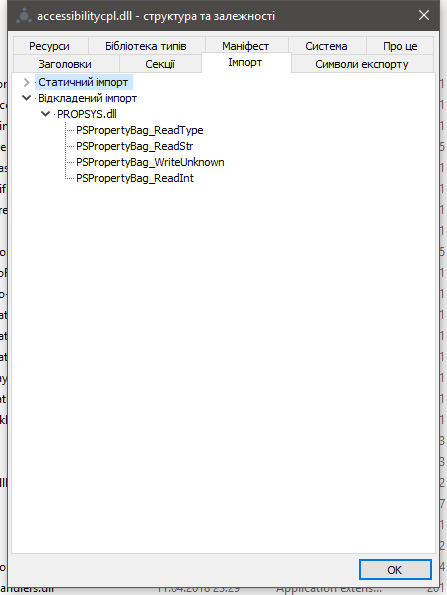 accessibilitycpl.dll - структура та залежності
Ресурси Бібліотека типів Маніфест Система Про це
Заголовки Секції Імпорт Символи експорту
Статичний імпорт
Відкладений імпорт
PROPSYS.dll
PSPropertyBag_ReadType
PSPropertyBag_ReadStr
PSPropertyBag_WriteUnknown
PSPropertyBag_ReadInt
OK